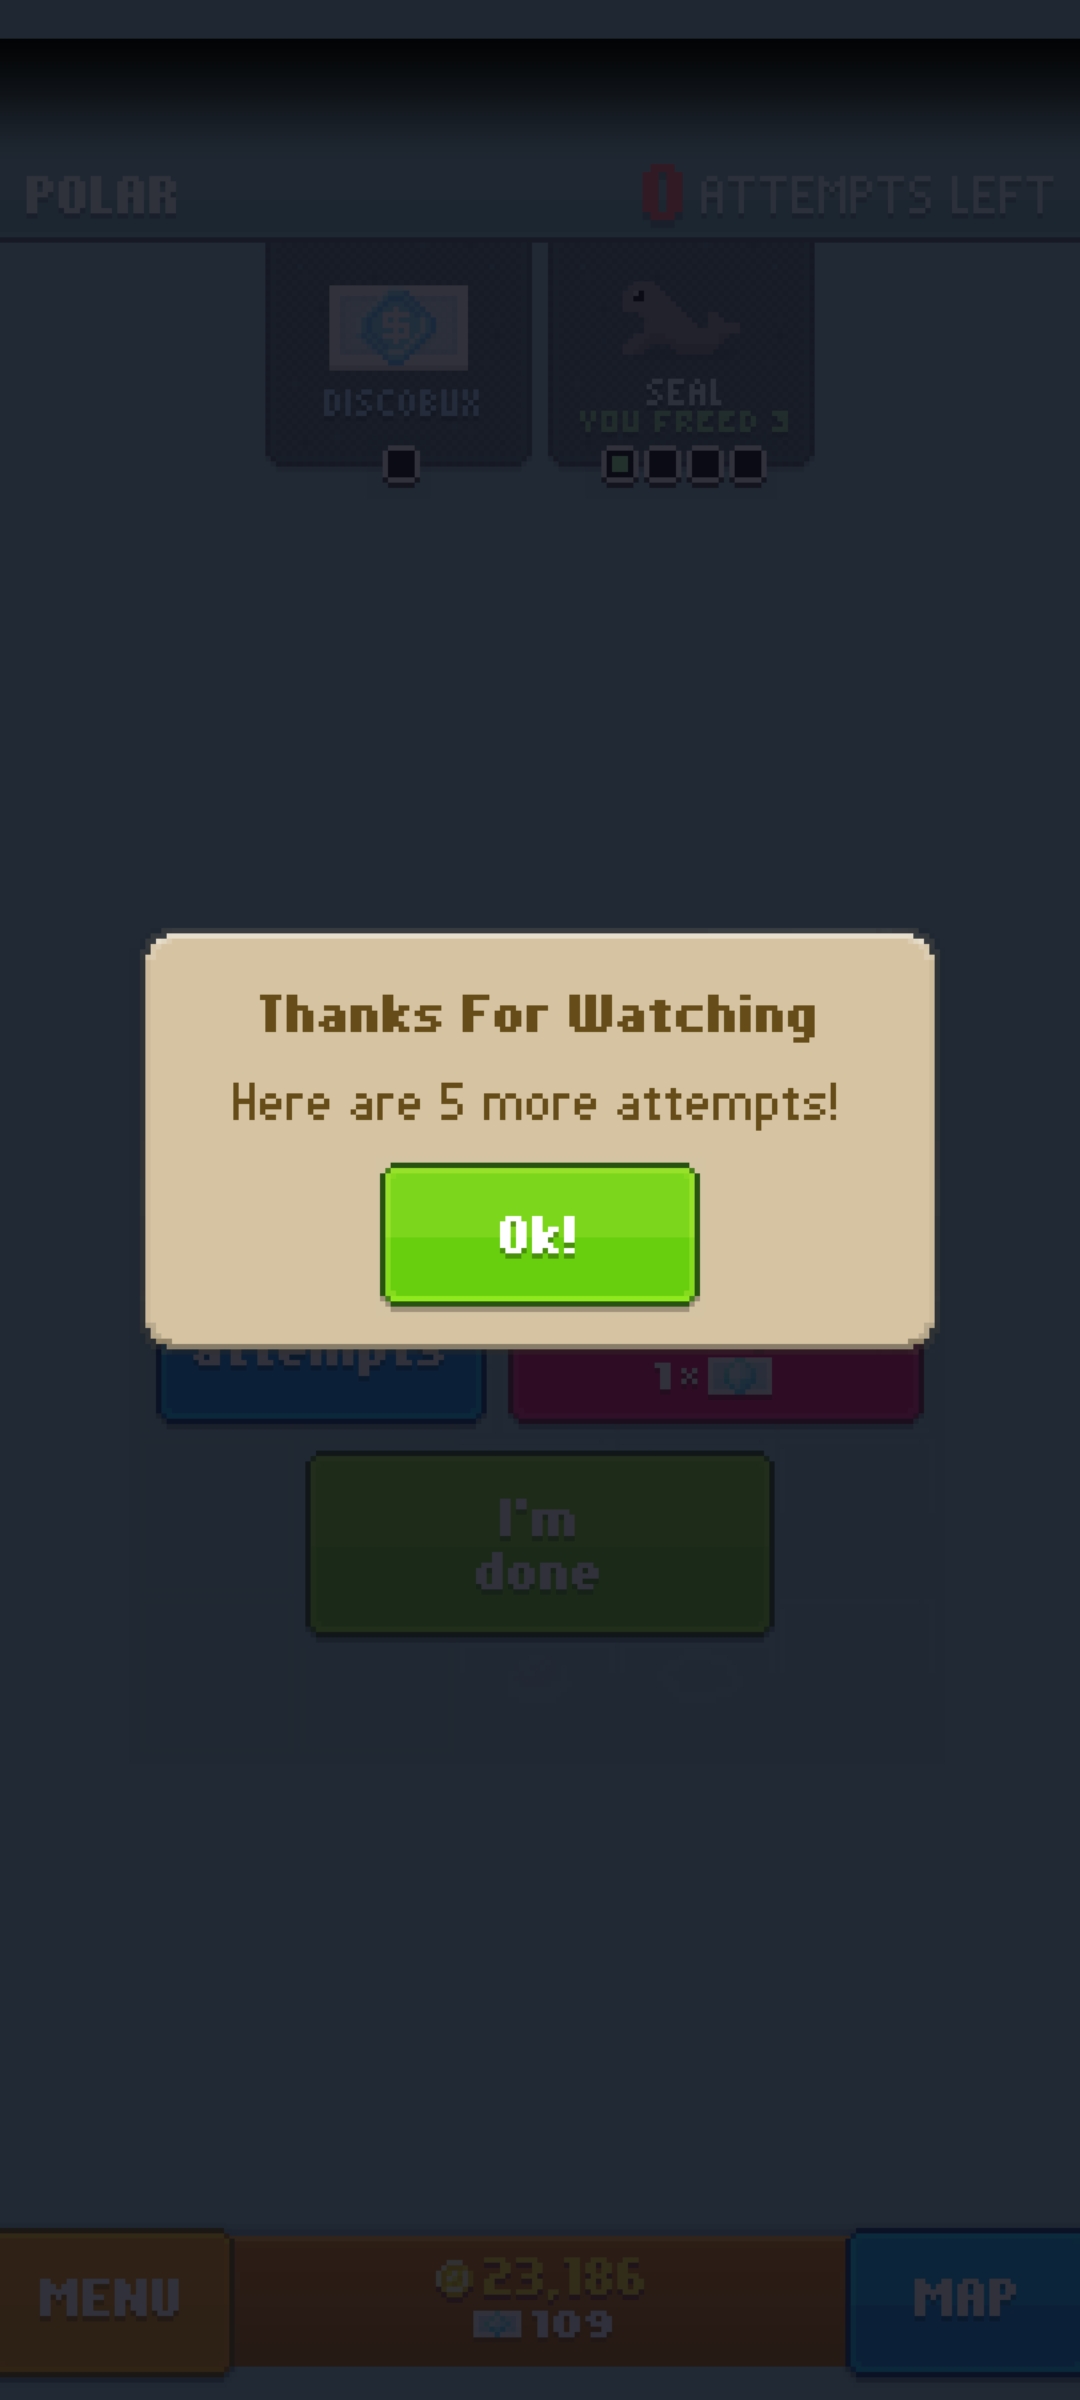 POLAR
0 ATTEMPTS LEFT
$
DISCOBUX
SEAL
YOU FREED 3
Thanks For Watching
Here are 5 more attempts!
Ok!
attempts
1×
I'm
done
MENU
23,186
109
MAP